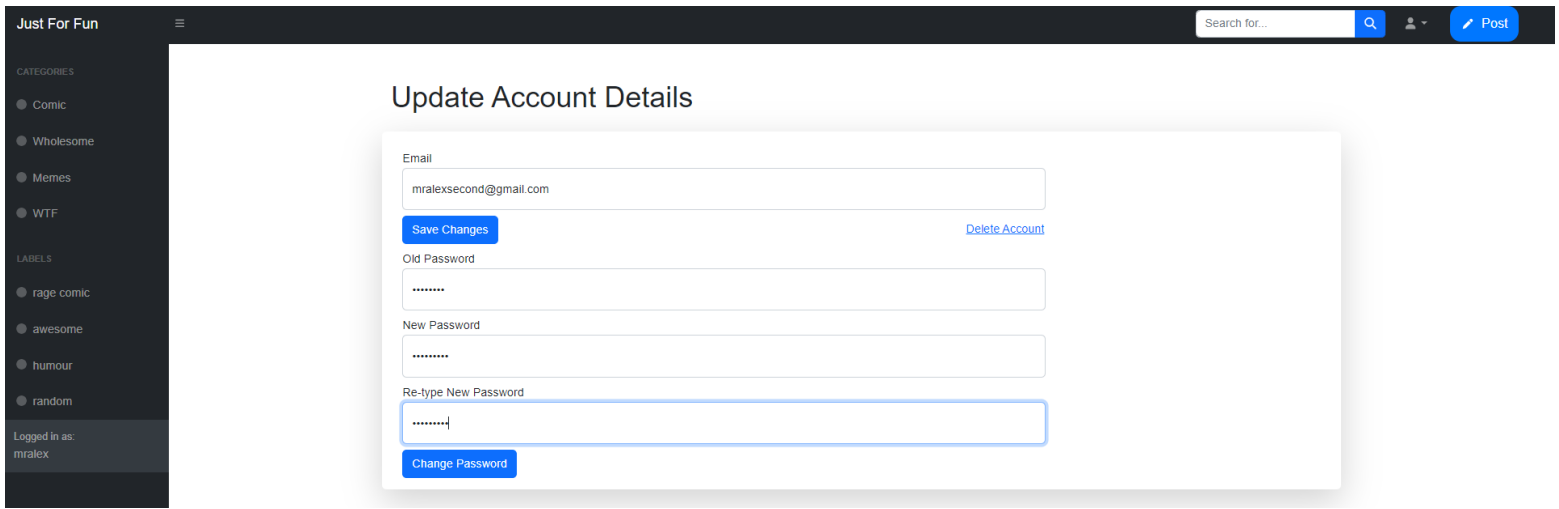 Just For Fun
Search for...
Post
CATEGORIES
Comic
Wholesome
Memes
WTF
LABELS
rage comic
awesome
humour
random
Logged in as:
mralex
Update Account Details
Email
mralexsecond@gmail.com
Save Changes
Delete Account
Old Password
••••••••
New Password
•••••••••
Re-type New Password
•••••••••
Change Password